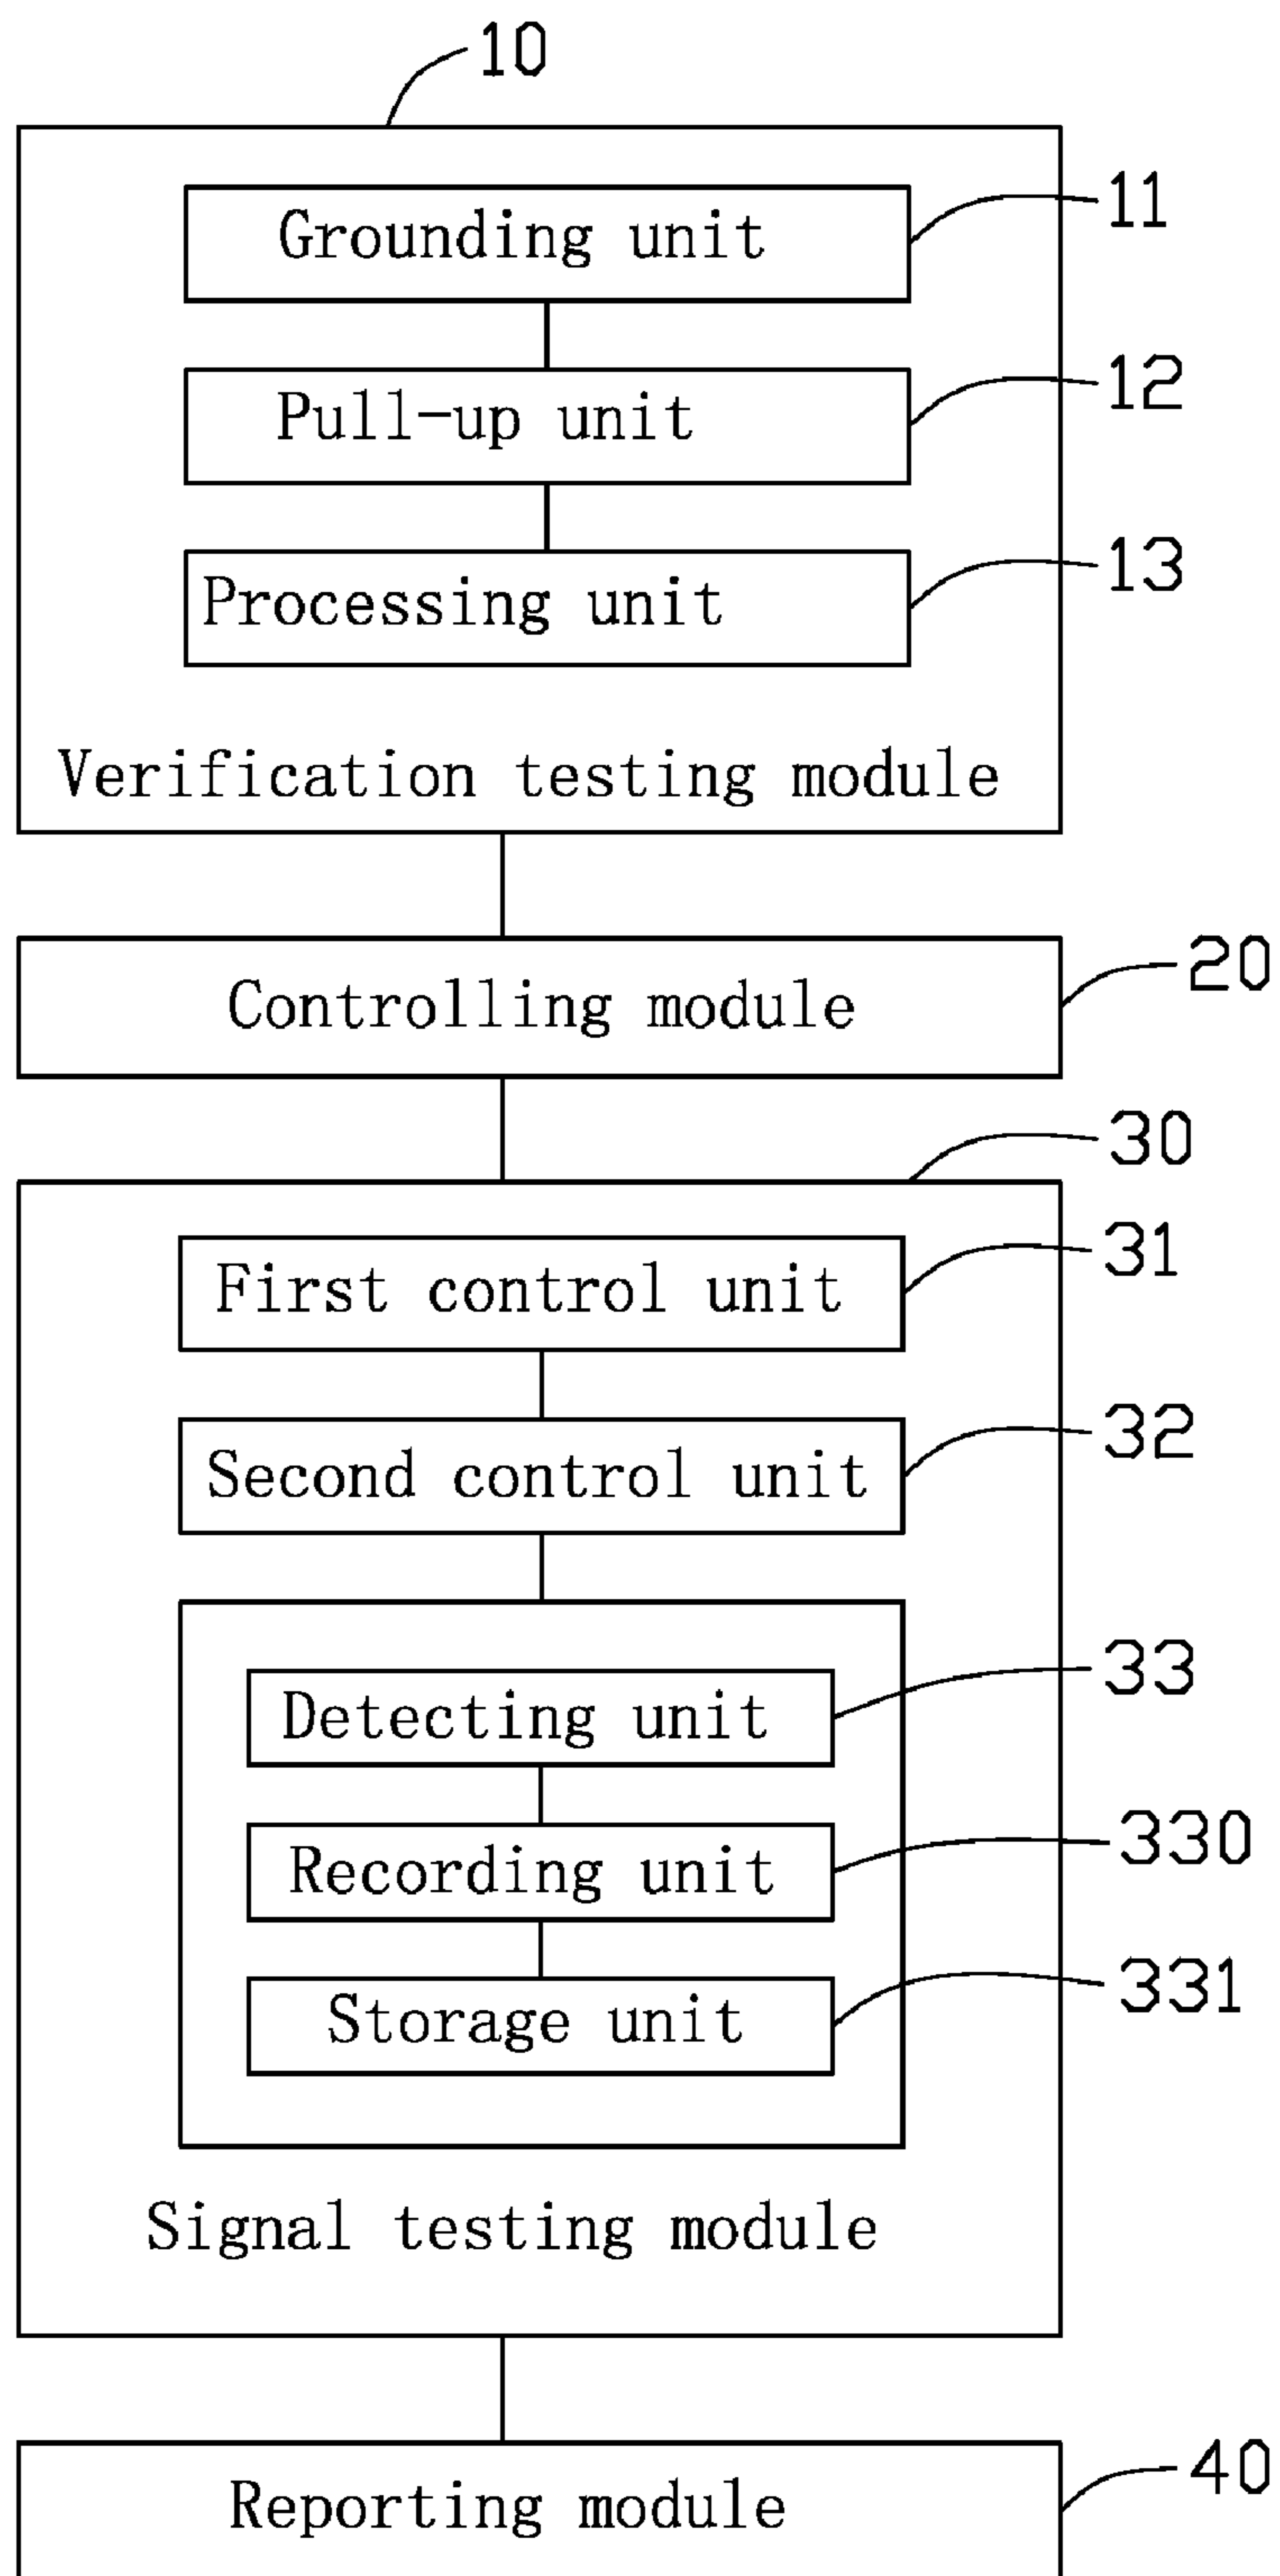 10
Grounding unit
11
Pull-up unit
12
Processing unit
13
Verification testing module
Controlling module
20
30
First control unit
31
Second control unit
32
Detecting unit
33
Recording unit
330
Storage unit
331
Signal testing module
Reporting module
40